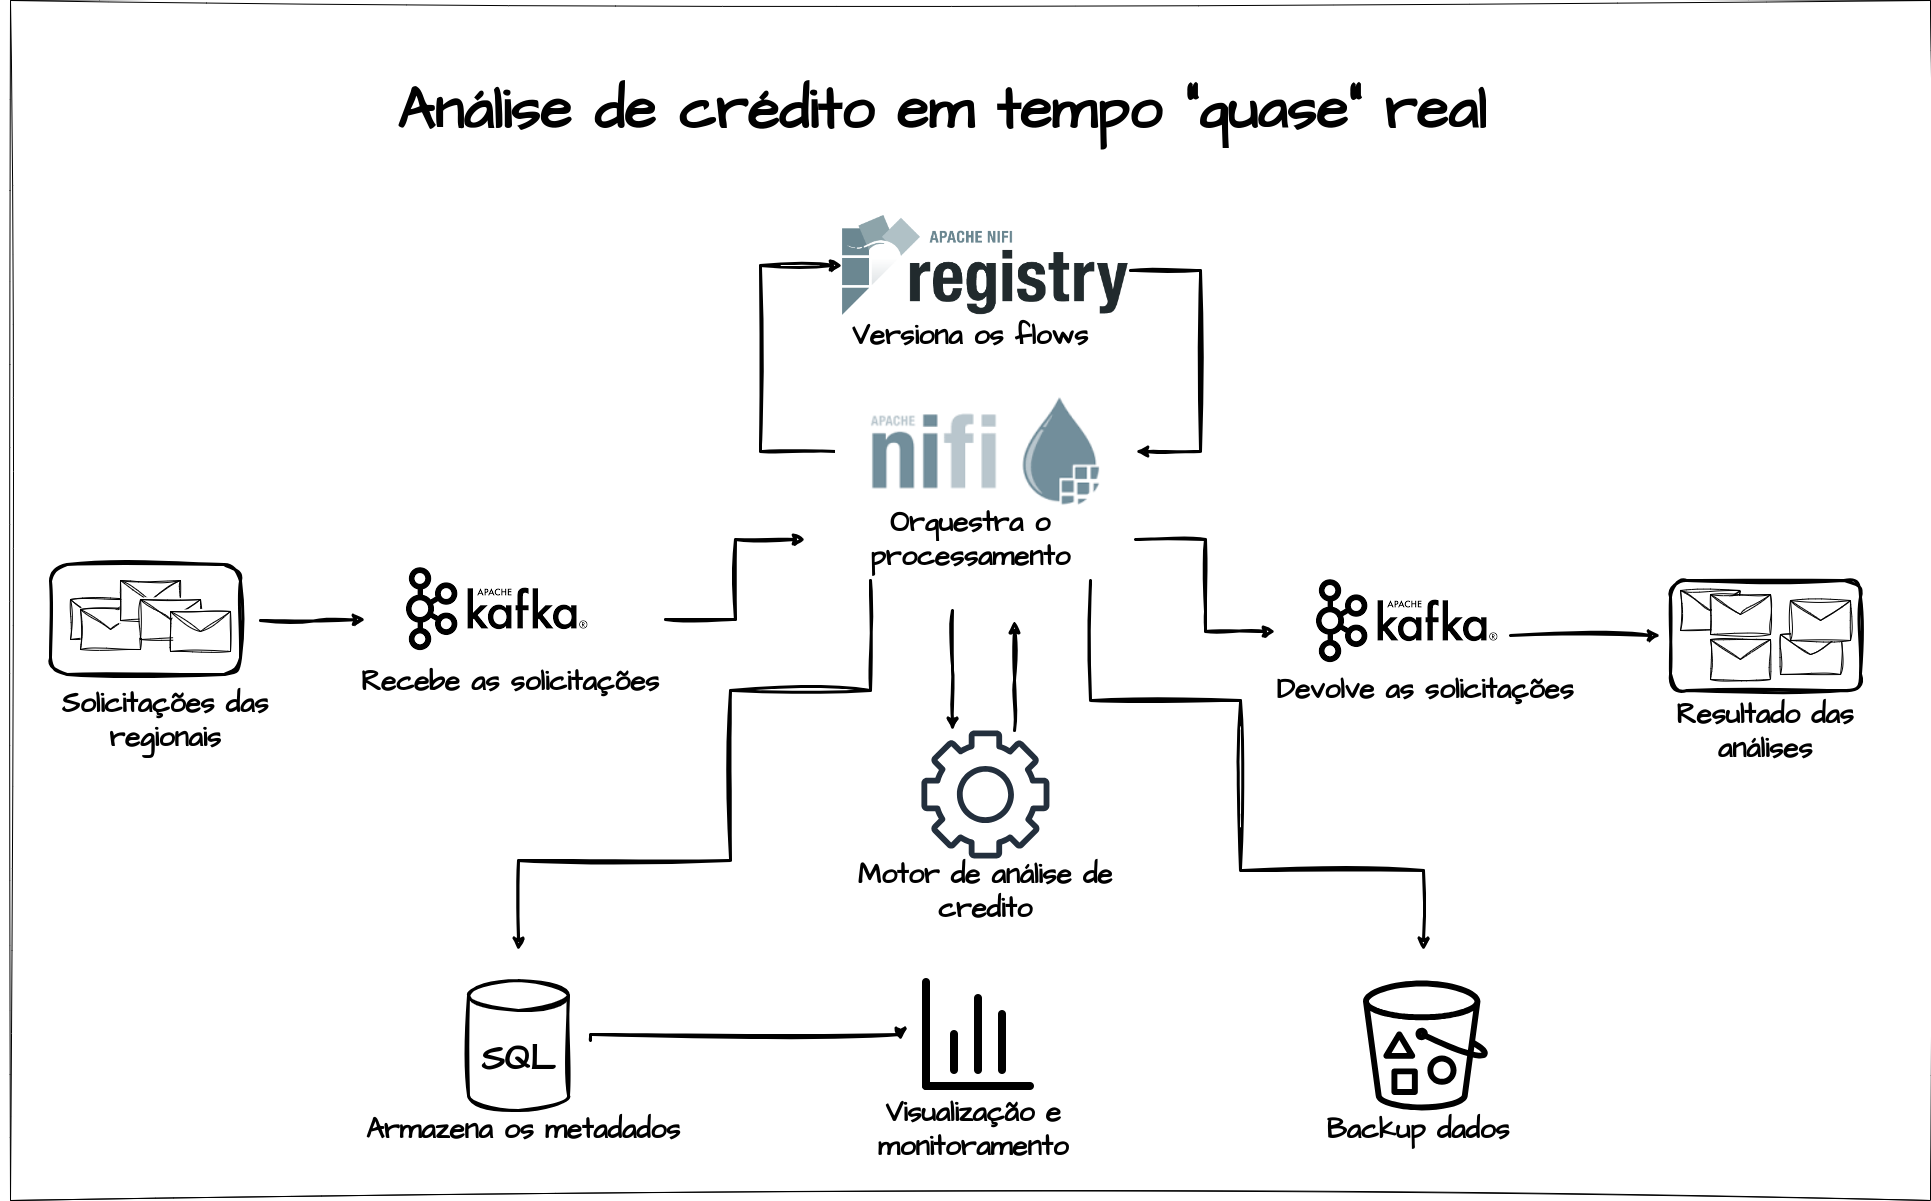 Análise de crédito em tempo "quase" real
APACHE NIFI
registry
Versiona os flows
APACHE
nifi
Orquestra o
processamento
APACHE
kafka®
Recebe as solicitações
Solicitações das
regionais
APACHE
kafka®
Devolve as solicitações
Resultado das
análises
Motor de análise de
credito
SQL
Armazena os metadados
Visualização e
monitoramento
Backup dados